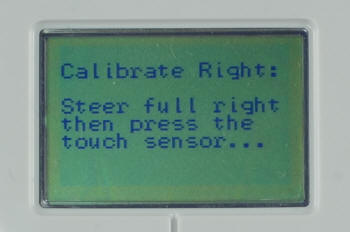 Calibrate Right:
Steer full right
then press the
touch sensor...